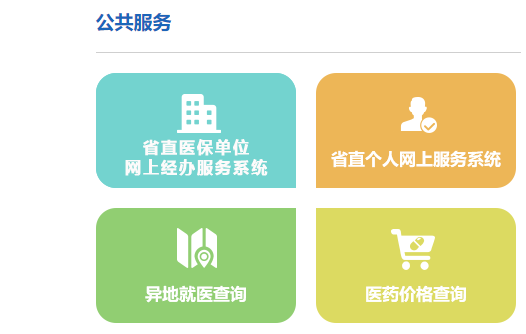 公共服务
省直医保单位
网上经办服务系统
省直个人网上服务系统
异地就医查询
医药价格查询